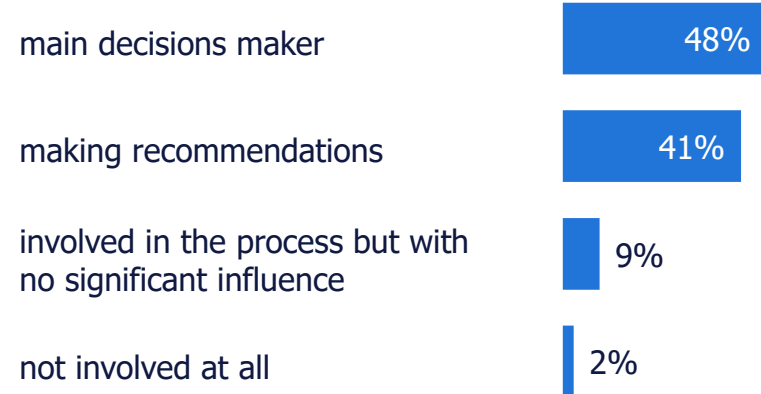 main decisions maker
48%
making recommendations
41%
involved in the process but with
no significant influence
9%
not involved at all
2%